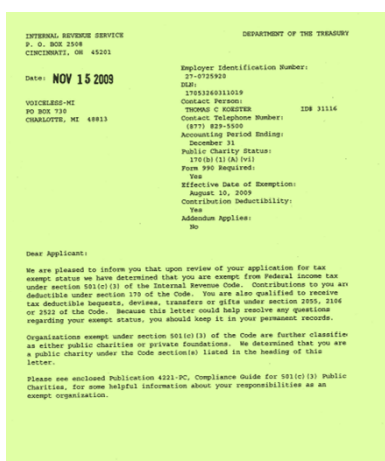 INTERNAL REVENUE SERVICE
P. O. BOX 2508
CINCINNATI, OH 45201
DEPARTMENT OF THE TREASURY
Date: NOV 15 2009
VOICELESS-MI
PO BOX 730
CHARLOTTE, MI 48813
Employer Identification Number:
27-0725920
DLN:
17053260311019
Contact Person:
THOMAS C KOESTER ID# 31116
Contact Telephone Number:
(877) 829-5500
Accounting Period Ending:
December 31
Public Charity Status:
170(b)(1)(A)(vi)
Form 990 Required:
Yes
Effective Date of Exemption:
August 10, 2009
Contribution Deductibility:
Yes
Addendum Applies:
No
Dear Applicant:
We are pleased to inform you that upon review of your application for tax
exempt status we have determined that you are exempt from Federal income tax
under section 501(c)(3) of the Internal Revenue Code. Contributions to you are
deductible under section 170 of the Code. You are also qualified to receive
tax deductible bequests, devises, transfers or gifts under section 2055, 2106
or 2522 of the Code. Because this letter could help resolve any questions
regarding your exempt status, you should keep it in your permanent records.
Organizations exempt under section 501(c)(3) of the Code are further classified
as either public charities or private foundations. We determined that you are
a public charity under the Code section(s) listed in the heading of this
letter.
Please see enclosed Publication 4221-PC, Compliance Guide for 501(c)(3) Public
Charities, for some helpful information about your responsibilities as an
exempt organization.